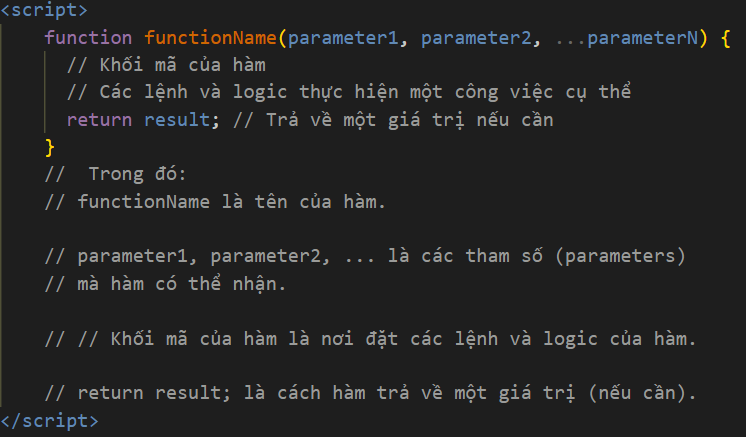 <script>
function functionName(parameter1, parameter2, ...parameterN) {
// Khối mã của hàm
// Các lệnh và logic thực hiện một công việc cụ thể
return result; // Trả về một giá trị nếu cần
}
//  Trong đó:
// functionName là tên của hàm.
// parameter1, parameter2, ... là các tham số (parameters)
// mà hàm có thể nhận.
// // Khối mã của hàm là nơi đặt các lệnh và logic của hàm.
// return result; là cách hàm trả về một giá trị (nếu cần).
</script>